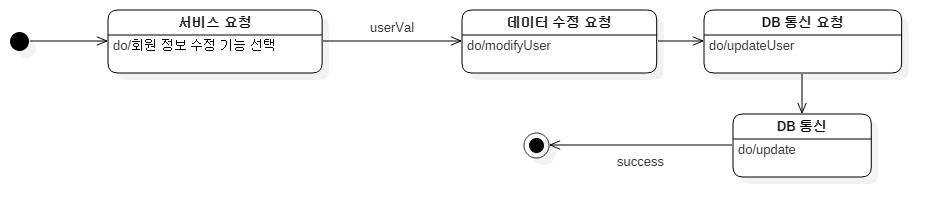 서비스 요청
do/회원 정보 수정 기능 선택
userVal
데이터 수정 요청
do/modifyUser
DB 통신 요청
do/updateUser
DB 통신
do/update
success